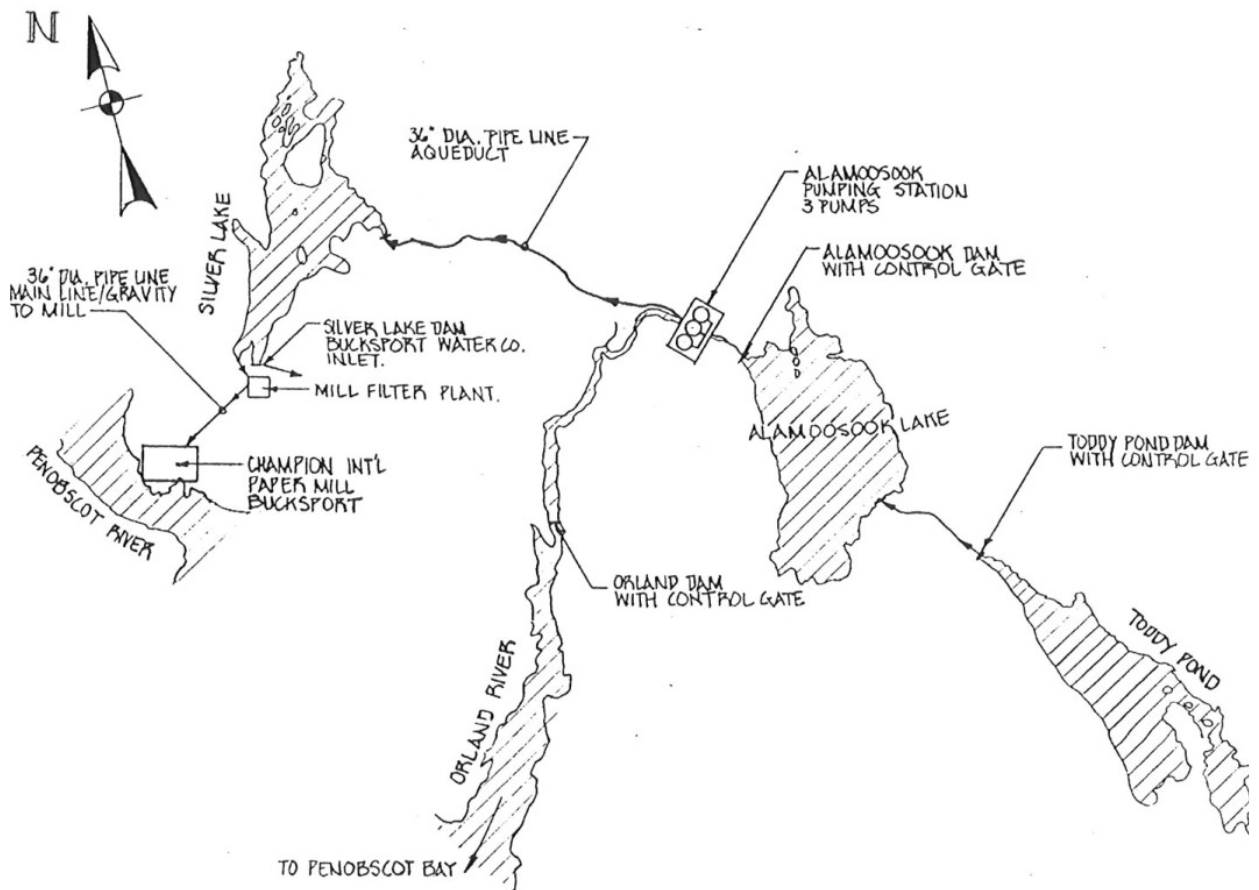 N
36" DIA. PIPE LINE
AQUEDUCT
ALAMOOSOOK
PUMPING STATION
3 PUMPS
ALAMOOSOOK DAM
WITH CONTROL GATE
SILVER LAKE
36" DIA. PIPE LINE
MAIN LINE/GRAVITY
TO MILL
SILVER LAKE DAM
BUCKSPORT WATER CO.
INLET.
MILL FILTER PLANT.
ALAMOOSOOK LAKE
TODDY POND DAM
WITH CONTROL GATE
CHAMPION INT'L
PAPER MILL
BUCKSPORT
PENOBSCOT RIVER
ORLAND DAM
WITH CONTROL GATE
TODDY POND
ORLAND RIVER
TO PENOBSCOT BAY